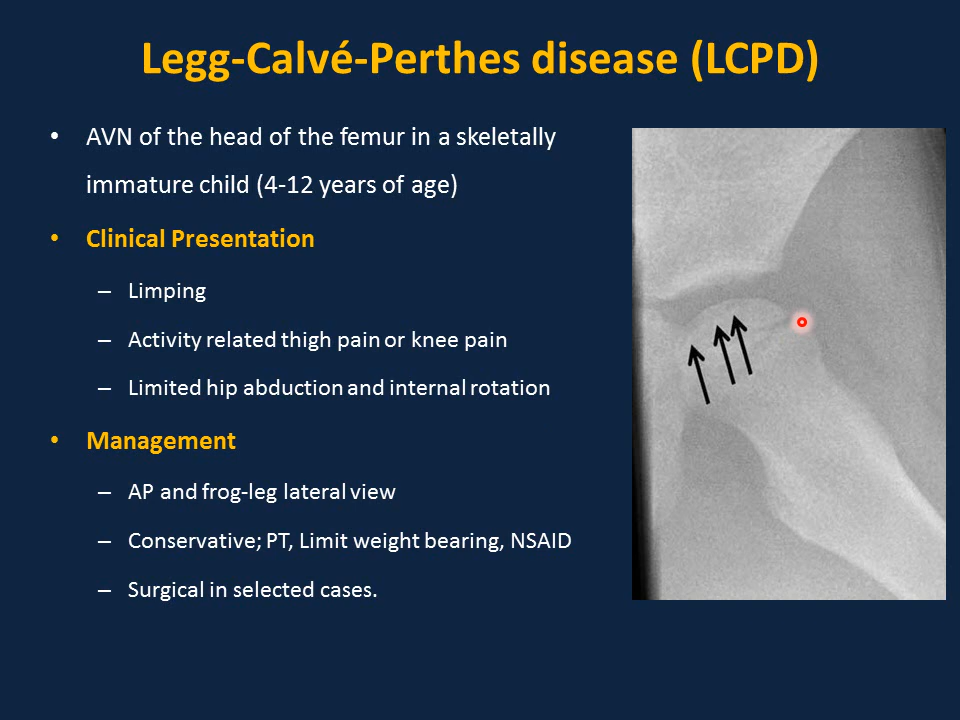 Legg-Calvé-Perthes disease (LCPD)
• AVN of the head of the femur in a skeletally
immature child (4-12 years of age)
• Clinical Presentation
– Limping
– Activity related thigh pain or knee pain
– Limited hip abduction and internal rotation
• Management
– AP and frog-leg lateral view
– Conservative; PT, Limit weight bearing, NSAID
– Surgical in selected cases.